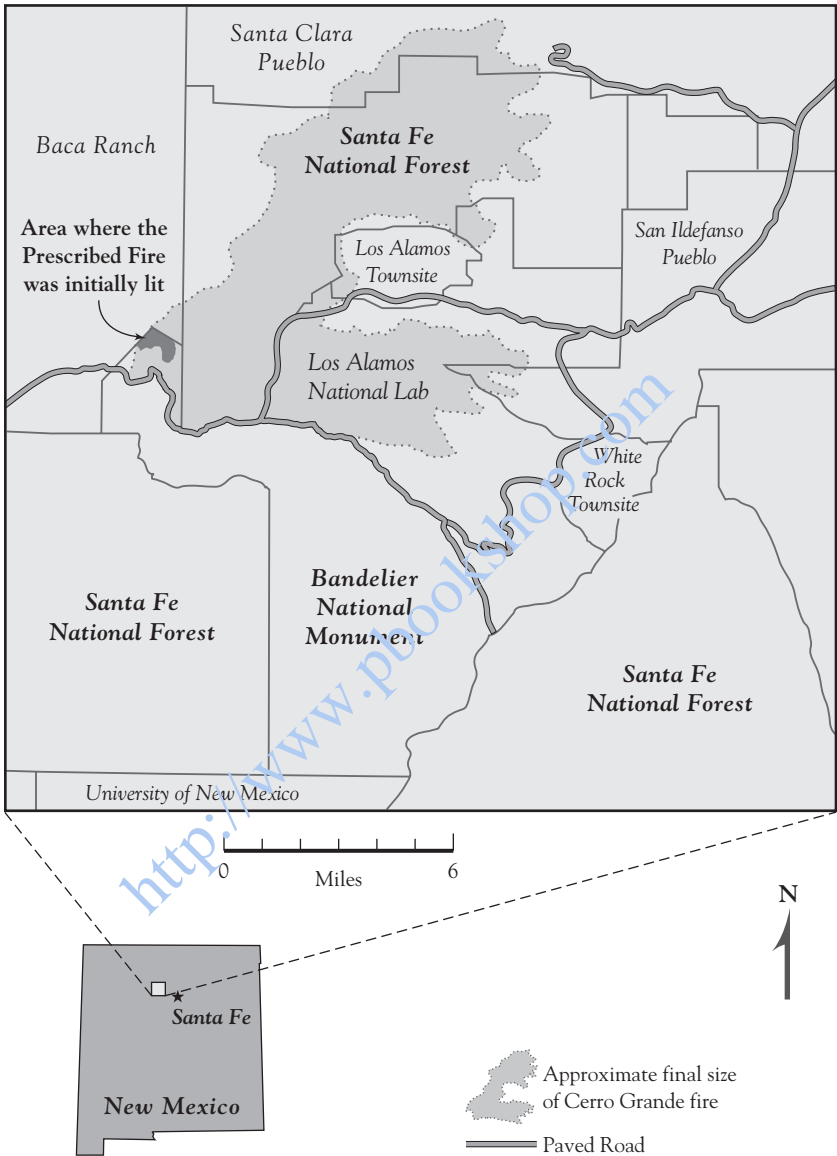 Santa Clara
Pueblo
Baca Ranch
Santa Fe
National Forest
Area where the
Prescribed Fire
was initially lit
Los Alamos
Townsite
San Ildefanso
Pueblo
Los Alamos
National Lab
White
Rock
Townsite
Santa Fe
National Forest
Bandelier
National
Monument
Santa Fe
National Forest
University of New Mexico
http://www.pbookshop.com
0
Miles
6
N
Santa Fe
New Mexico
Approximate final size
of Cerro Grande fire
Paved Road